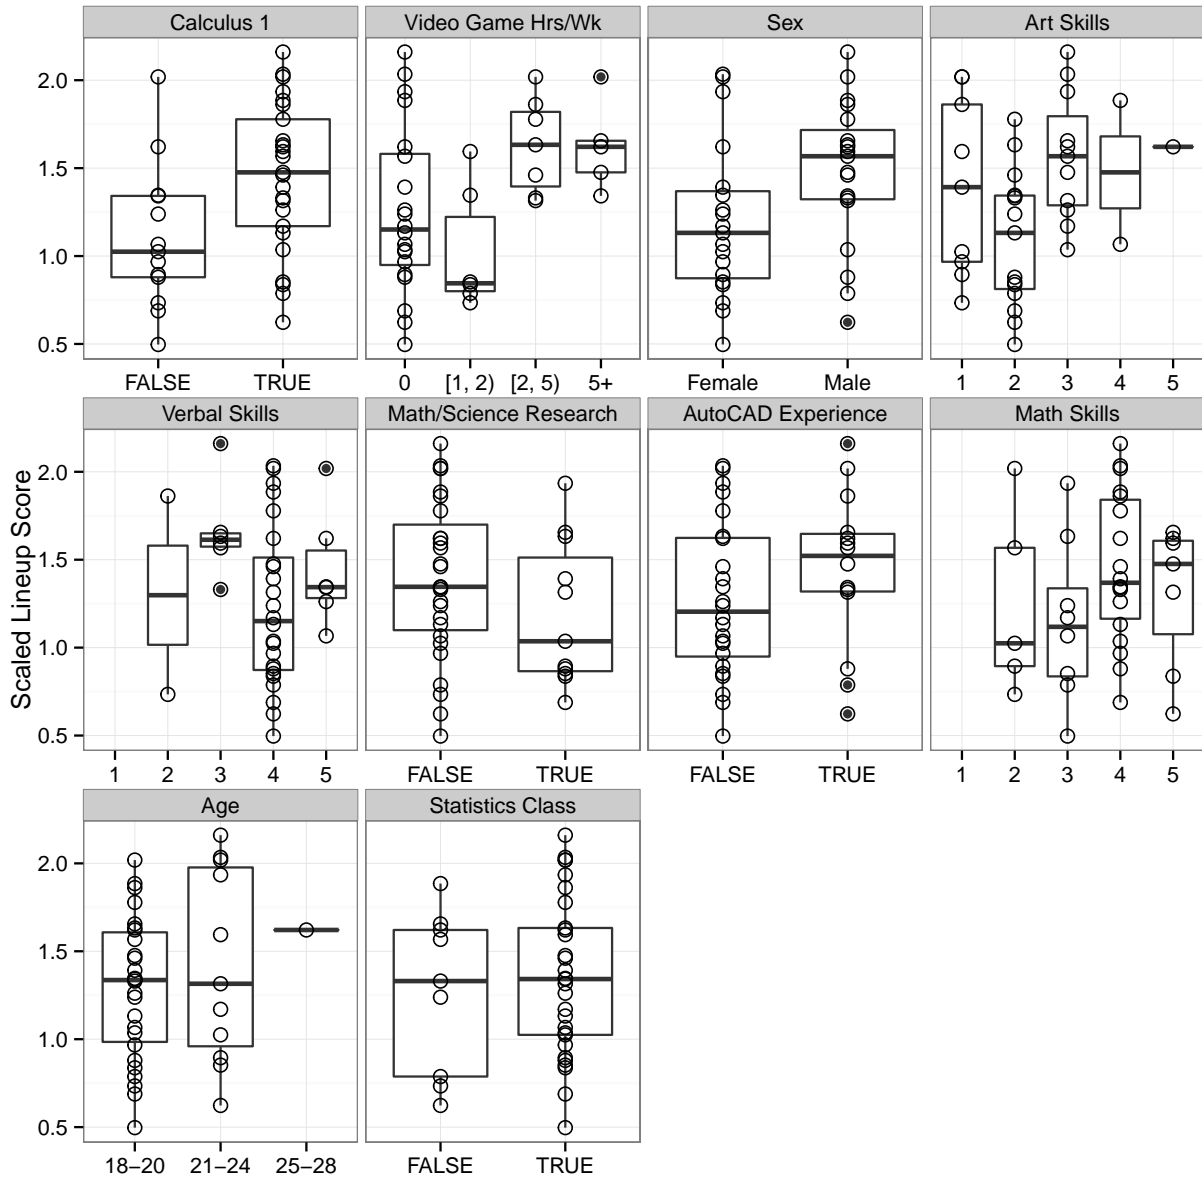 Calculus 1 Video Game Hrs/Wk Sex Art Skills
2.0
1.5
1.0
0.5
FALSE TRUE 0 [1, 2) [2, 5) 5+ Female Male 1 2 3 4 5
Verbal Skills Math/Science Research AutoCAD Experience Math Skills
Scaled Lineup Score
2.0
1.5
1.0
0.5
1 2 3 4 5 FALSE TRUE FALSE TRUE 1 2 3 4 5
Age Statistics Class
2.0
1.5
1.0
0.5
18−20 21−24 25−28 FALSE TRUE